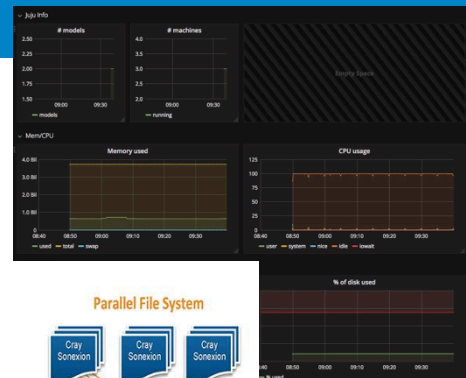 Juju Info
# models
2.50
2.25
2.00
1.75
1.50
09:00 09:30
models
# machines
4.0
3.5
3.0
2.5
2.0
09:00 09:30
running
Empty Space
Mem/CPU
Memory used
4.0 Bil
3.0 Bil
2.0 Bil
1.0 Bil
0
08:40 08:50 09:00 09:10 09:20 09:30
used total swap
CPU usage
125
100
75
50
25
0
08:40 08:50 09:00 09:10 09:20 09:30
user system nice idle iowait
Parallel File System
Cray Sonexion
Cray Sonexion
Cray Sonexion
% of disk used
08:50 09:00 09:10 09:20 09:30
% used